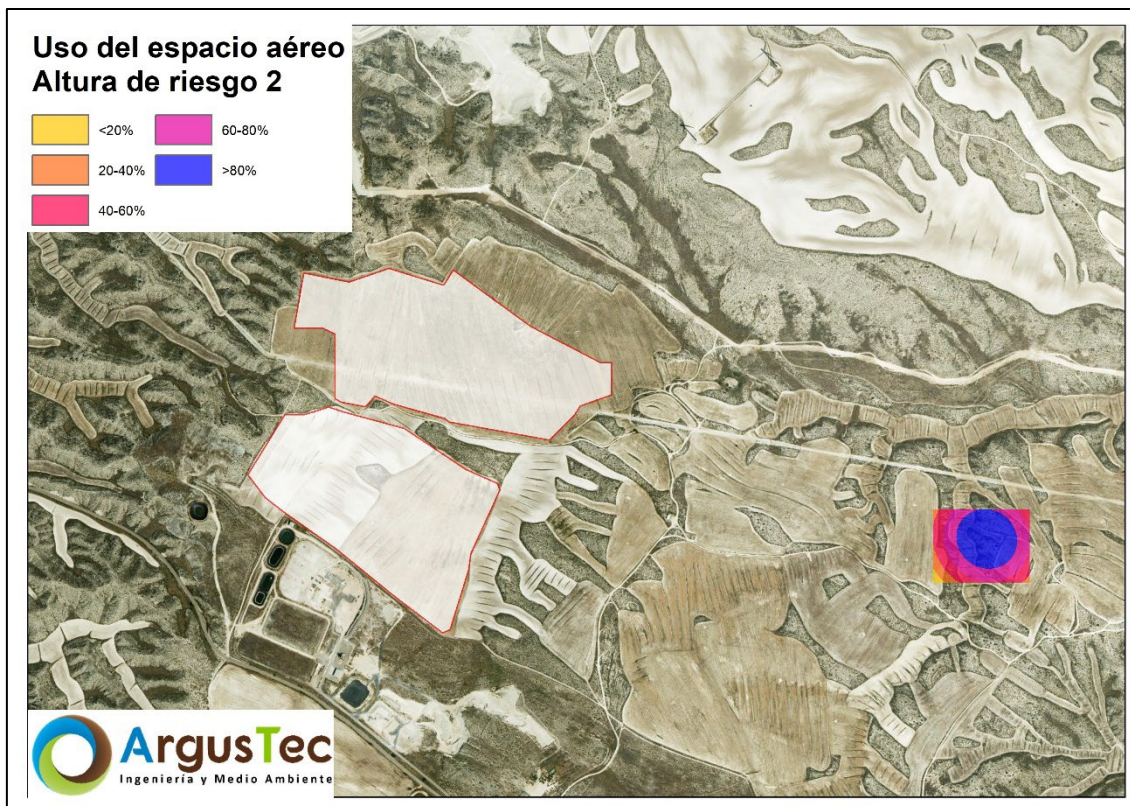 Uso del espacio aéreo
Altura de riesgo 2
<20%
60-80%
20-40%
>80%
40-60%
ArgusTec
Ingeniería y Medio Ambiente